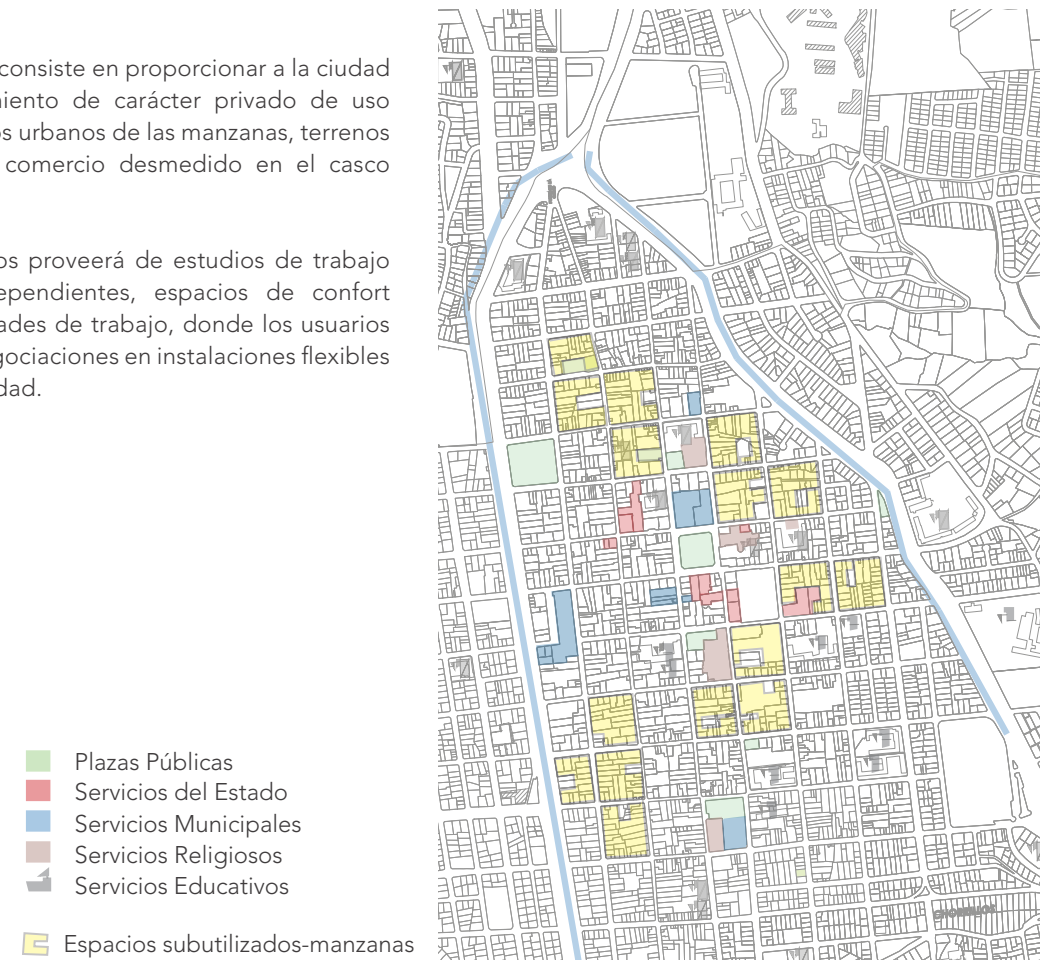 consiste en proporcionar a la ciudad
miento de carácter privado de uso
os urbanos de las manzanas, terrenos
comercio desmedido en el casco
os proveerá de estudios de trabajo
ependientes, espacios de confort
ades de trabajo, donde los usuarios
gociaciones en instalaciones flexibles
dad.
Plazas Públicas
Servicios del Estado
Servicios Municipales
Servicios Religiosos
Servicios Educativos
Espacios subutilizados-manzanas